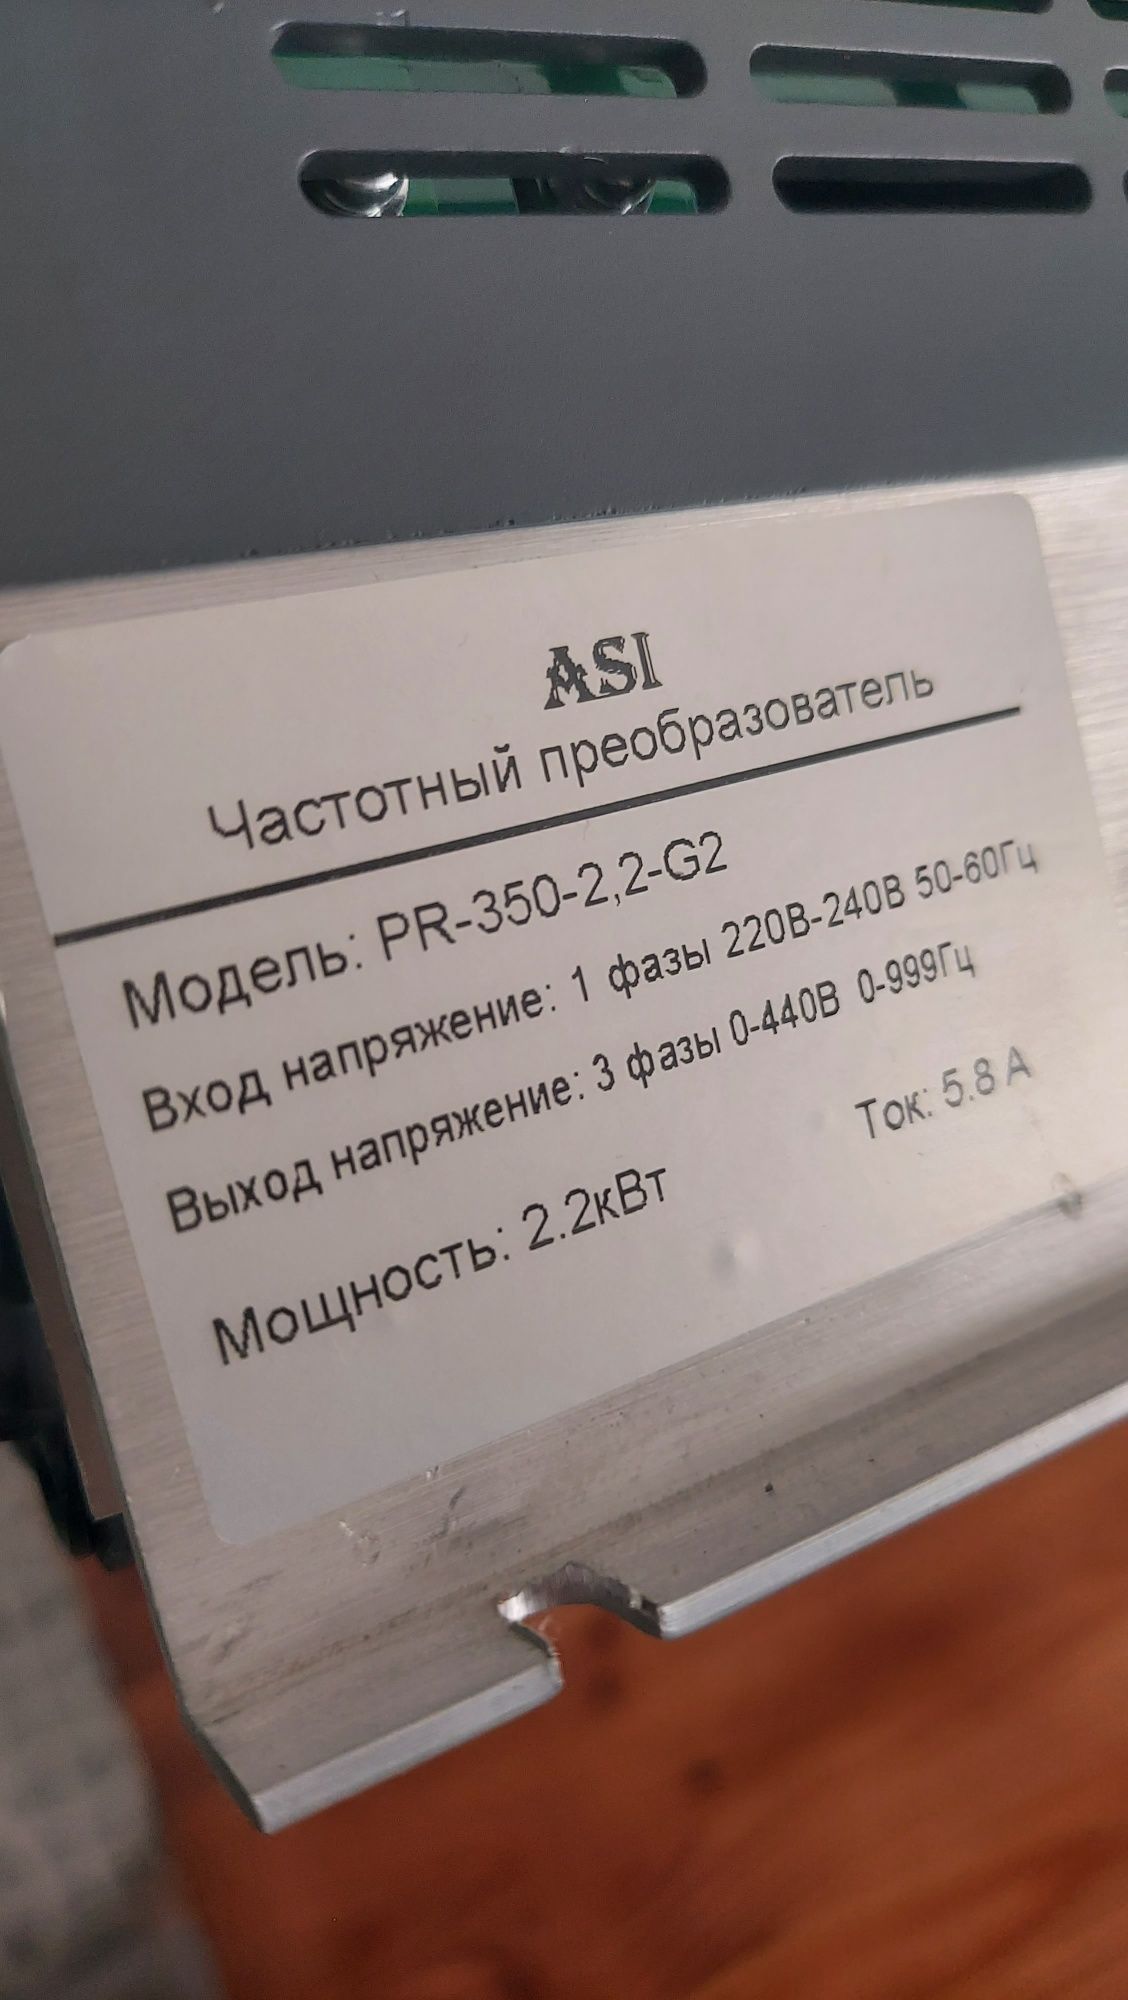 ASI
Частотный преобразователь
Модель: PR-350-2,2-G2
Вход напряжение: 1 фазы 220В-240В 50-60Гц
Выход напряжение: 3 фазы 0-440В 0-999Гц
Мощность: 2.2кВт Ток: 5.8 А